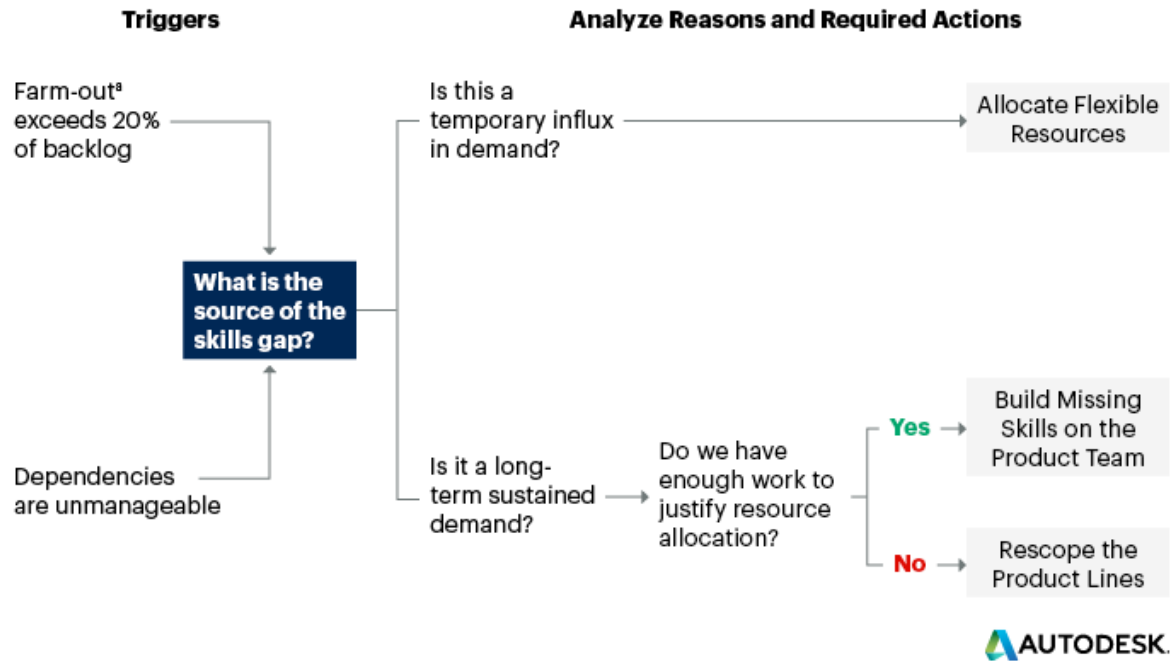 Triggers
Analyze Reasons and Required Actions
Farm-outª
exceeds 20%
of backlog
Is this a
temporary influx
in demand?
Allocate Flexible
Resources
What is the
source of the
skills gap?
Dependencies
are unmanageable
Is it a long-
term sustained
demand?
Do we have
enough work to
justify resource
allocation?
Yes
Build Missing
Skills on the
Product Team
No
Rescope the
Product Lines
AUTODESK.